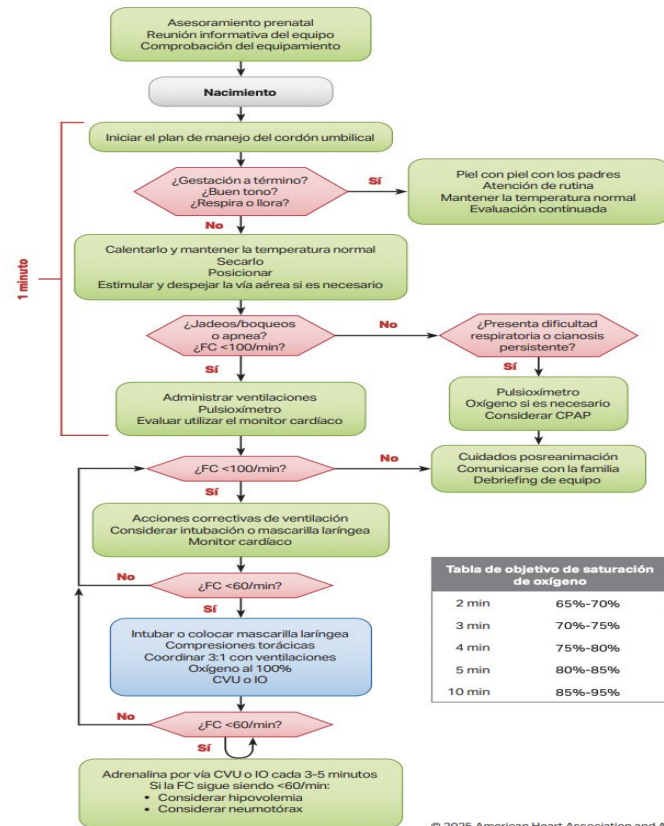 Asesoramiento prenatal
Reunión informativa del equipo
Comprobación del equipamiento
Nacimiento
Iniciar el plan de manejo del cordón umbilical
1 minuto
¿Gestación a término?
¿Buen tono?
¿Respira o llora?
Sí
Piel con piel con los padres
Atención de rutina
Mantener la temperatura normal
Evaluación continuada
No
Calentarlo y mantener la temperatura normal
Secarlo
Posicionar
Estimular y despejar la vía aérea si es necesario
¿Jadeos/boqueos
o apnea?
¿FC <100/min?
No
¿Presenta dificultad
respiratoria o cianosis
persistente?
Sí
Sí
Administrar ventilaciones
Pulsioxímetro
Evaluar utilizar el monitor cardíaco
Pulsioxímetro
Oxígeno si es necesario
Considerar CPAP
¿FC <100/min?
No
Cuidados posreanimación
Comunicarse con la familia
Debriefing de equipo
Sí
Acciones correctivas de ventilación
Considerar intubación o mascarilla laríngea
Monitor cardíaco
No
¿FC <60/min?
Sí
Intubar o colocar mascarilla laríngea
Compresiones torácicas
Coordinar 3:1 con ventilaciones
Oxígeno al 100%
CVU o IO
No
¿FC <60/min?
Sí
Adrenalina por vía CVU o IO cada 3-5 minutos
Si la FC sigue siendo <60/min:
• Considerar hipovolemia
• Considerar neumotórax
Tabla de objetivo de saturación
de oxígeno
2 min 65%-70%
3 min 70%-75%
4 min 75%-80%
5 min 80%-85%
10 min 85%-95%
© 2025 American Heart Association and A